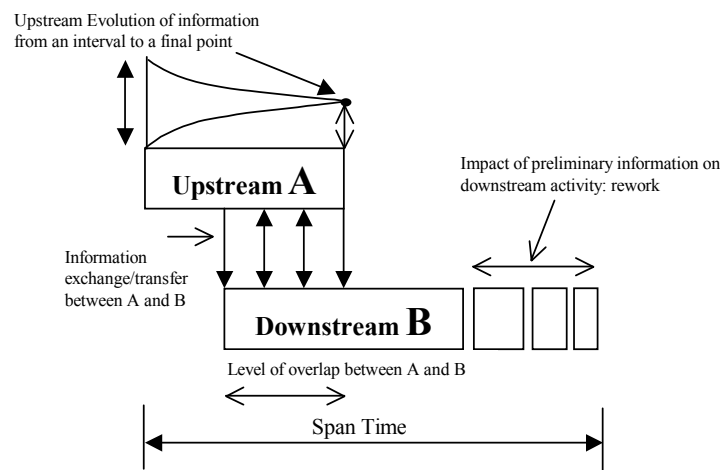 Upstream Evolution of information
from an interval to a final point
Upstream A
Impact of preliminary information on
downstream activity: rework
Information
exchange/transfer
between A and B
Downstream B
Level of overlap between A and B
Span Time